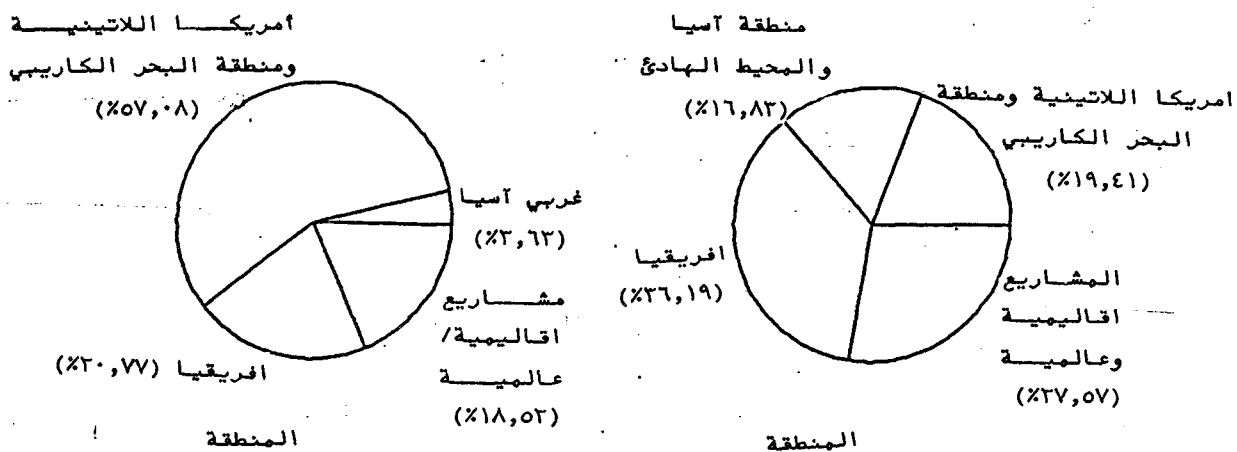 منطقة آسيا
والمحيط الهادئ
(%١٦,٨٣)
امريكا اللاتينية ومنطقة
البحر الكاريبي
(%١٩,٤١)
افريقيا
(%٣٦,١٩)
المشاريع
اقاليمية
وعالمية
(%٢٧,٥٧)
المنطقة
أمريكا اللاتينية
ومنطقة البحر الكاريبي
(%٥٧,٠٨)
غربي آسيا
(%٣,٦٣)
مشاريع
اقاليمية/
عالمية
(%١٨,٥٢)
افريقيا (%٢٠,٧٧)
المنطقة